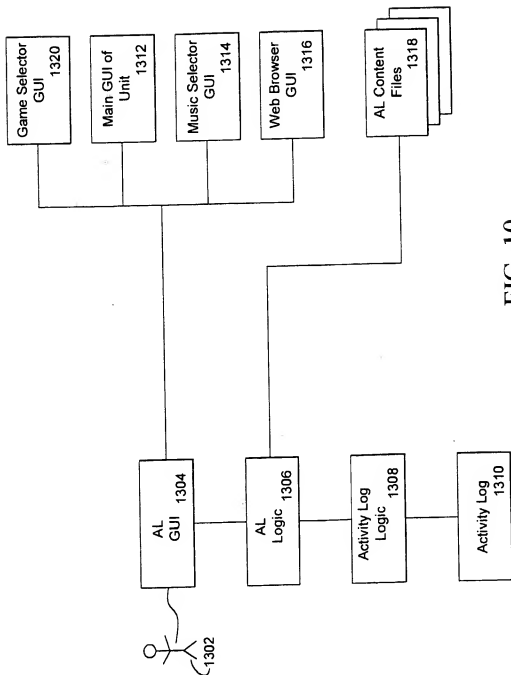 Game Selector
GUI
1320
Main GUI of
Unit
1312
Music Selector
GUI
1314
Web Browser
GUI
1316
AL Content
Files
1318
AL
GUI
1304
AL
Logic
1306
Activity Log
Logic
1308
Activity Log
1310
1302
FIG. 19